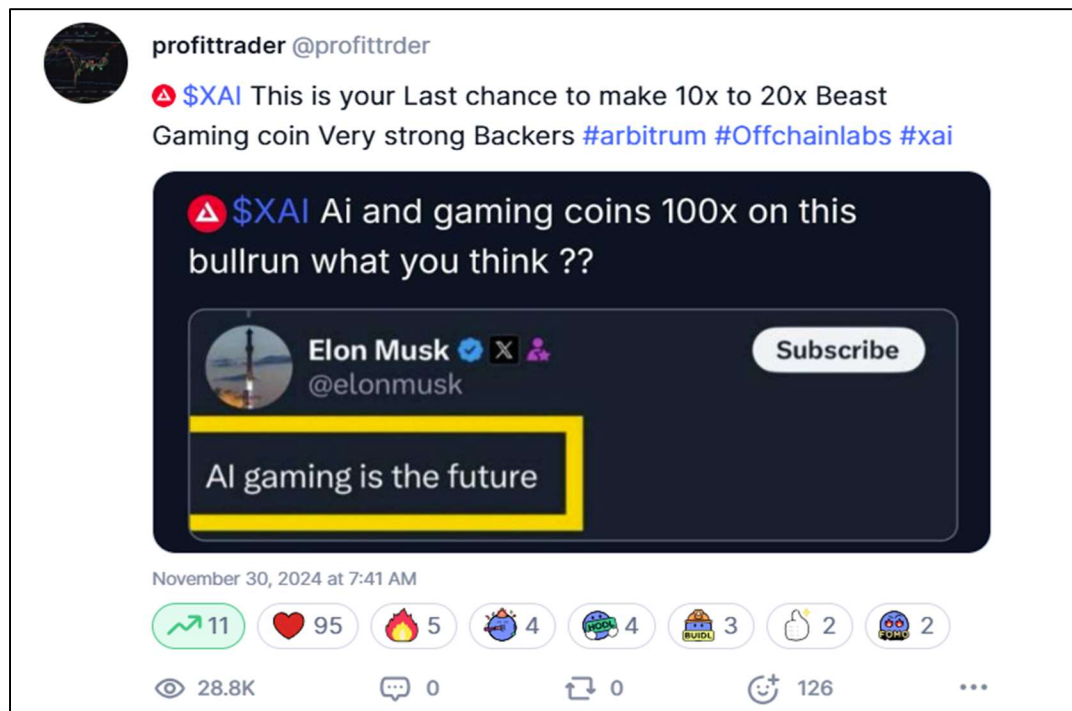 profittrader @profittrder
$XAI This is your Last chance to make 10x to 20x Beast
Gaming coin Very strong Backers #arbitrum #Offchainlabs #xai
$XAI Ai and gaming coins 100x on this
bullrun what you think ??
Elon Musk X
@elonmusk
Subscribe
AI gaming is the future
November 30, 2024 at 7:41 AM
11 95 5 4 HODL 4 BUIDL 3 2 FOMO 2
28.8K 0 0 126